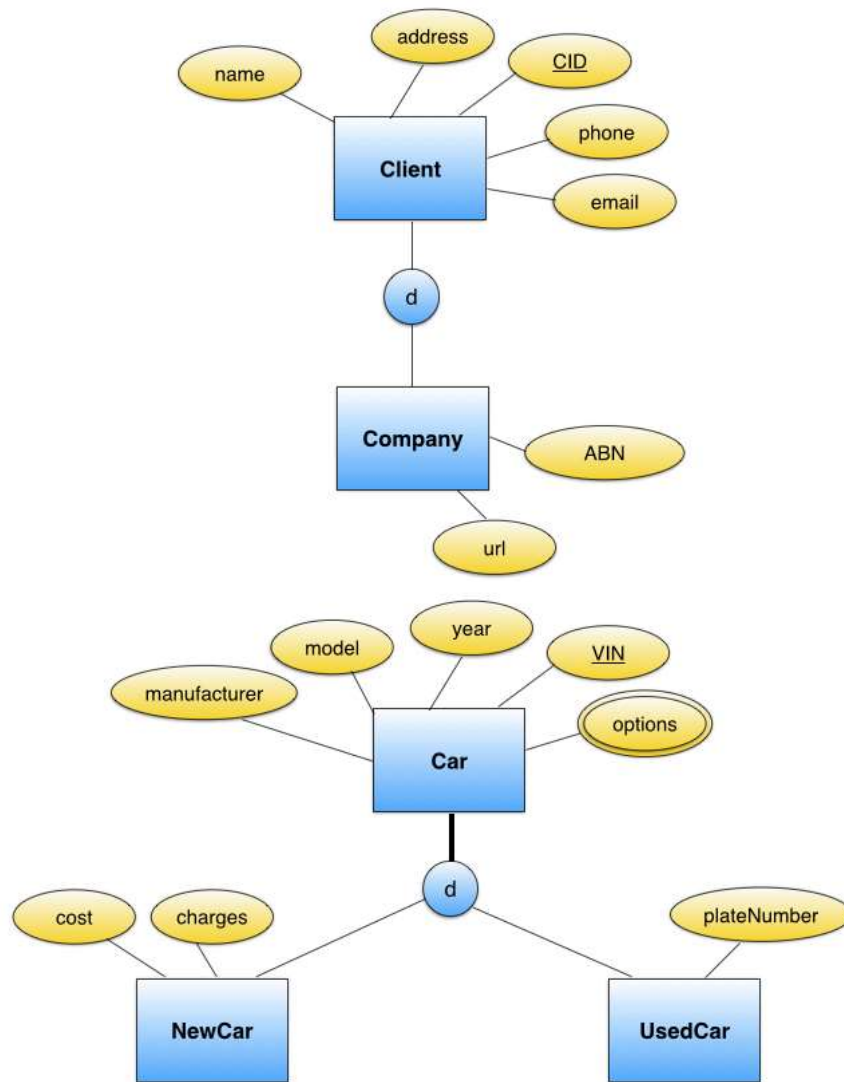 address
CID
name
phone
Client
email
d
Company
ABN
url
year
model
VIN
manufacturer
options
Car
d
cost
charges
plateNumber
NewCar
UsedCar